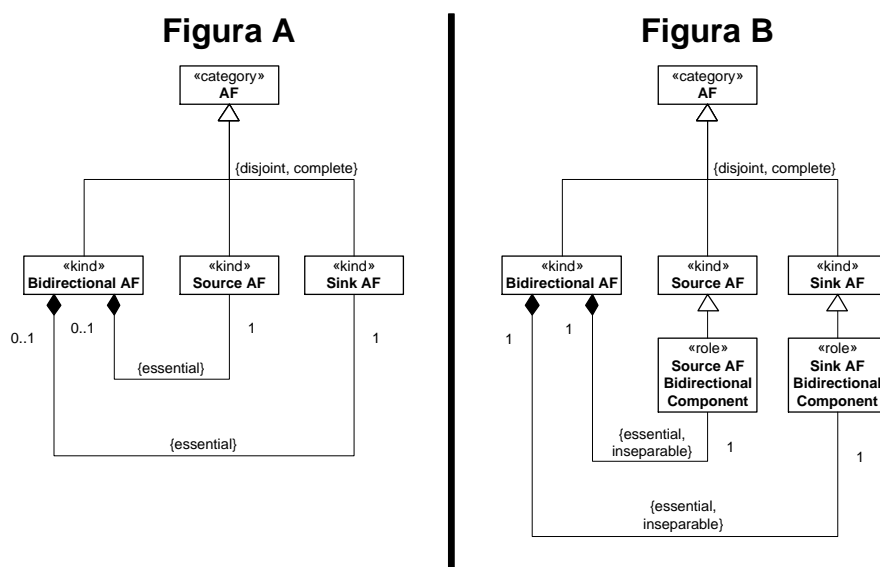 Figura A
«category»
AF
{disjoint, complete}
«kind»
Bidirectional AF
«kind»
Source AF
«kind»
Sink AF
0..1
0..1
1
1
{essential}
{essential}
Figura B
«category»
AF
{disjoint, complete}
«kind»
Bidirectional AF
«kind»
Source AF
«kind»
Sink AF
1
1
«role»
Source AF
Bidirectional
Component
«role»
Sink AF
Bidirectional
Component
{essential,
inseparable}
1
1
{essential,
inseparable}